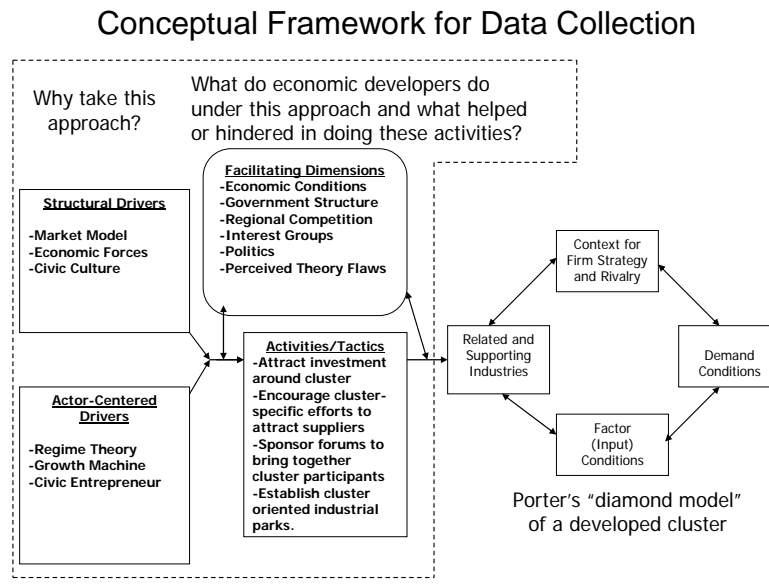 Conceptual Framework for Data Collection
Why take this
approach?
What do economic developers do
under this approach and what helped
or hindered in doing these activities?
Facilitating Dimensions
-Economic Conditions
-Government Structure
-Regional Competition
-Interest Groups
-Politics
-Perceived Theory Flaws
Structural Drivers
-Market Model
-Economic Forces
-Civic Culture
Actor-Centered
Drivers
-Regime Theory
-Growth Machine
-Civic Entrepreneur
Activities/Tactics
-Attract investment
around cluster
-Encourage cluster-
specific efforts to
attract suppliers
-Sponsor forums to
bring together
cluster participants
-Establish cluster
oriented industrial
parks.
Context for
Firm Strategy
and Rivalry
Related and
Supporting
Industries
Demand
Conditions
Factor
(Input)
Conditions
Porter's “diamond model”
of a developed cluster